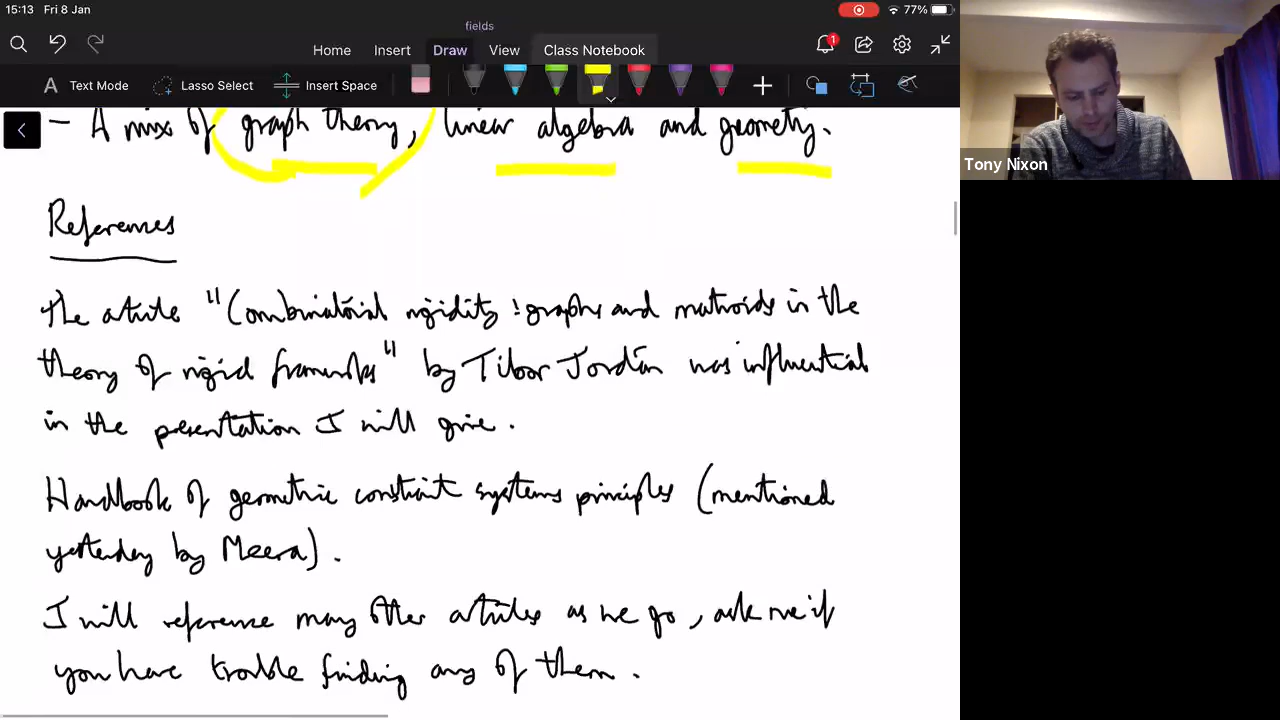 15:13 Fri 8 Jan
77%
fields
Home Insert Draw View Class Notebook
1
A Text Mode Lasso Select Insert Space
- A mix of graph theory, linear algebra and geometry.
Tony Nixon
References
The article "Combinatorial rigidity: graphs and matroids in the
theory of rigid frameworks" by Tibor Jordán was influential
in the presentation I will give.
Handbook of geometric constraint systems principles (mentioned
yesterday by Meera).
I will reference many other articles as we go, ask me if
you have trouble finding any of them.